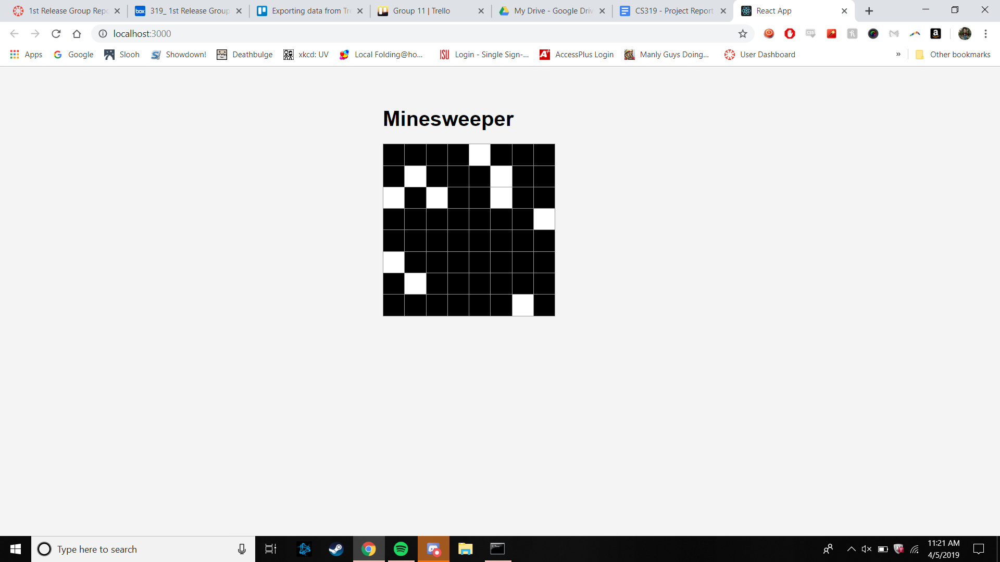 1st Release Group Repo
319_ 1st Release Group
Exporting data from Tre
Group 11 | Trello
My Drive - Google Driv
CS319 - Project Report
React App
localhost:3000
Apps
Google
Slooh
Showdown!
Deathbulge
xkcd: UV
Local Folding@ho...
Login - Single Sign-...
AccessPlus Login
Manly Guys Doing...
User Dashboard
»
Other bookmarks
Minesweeper
Type here to search
11:21 AM
4/5/2019